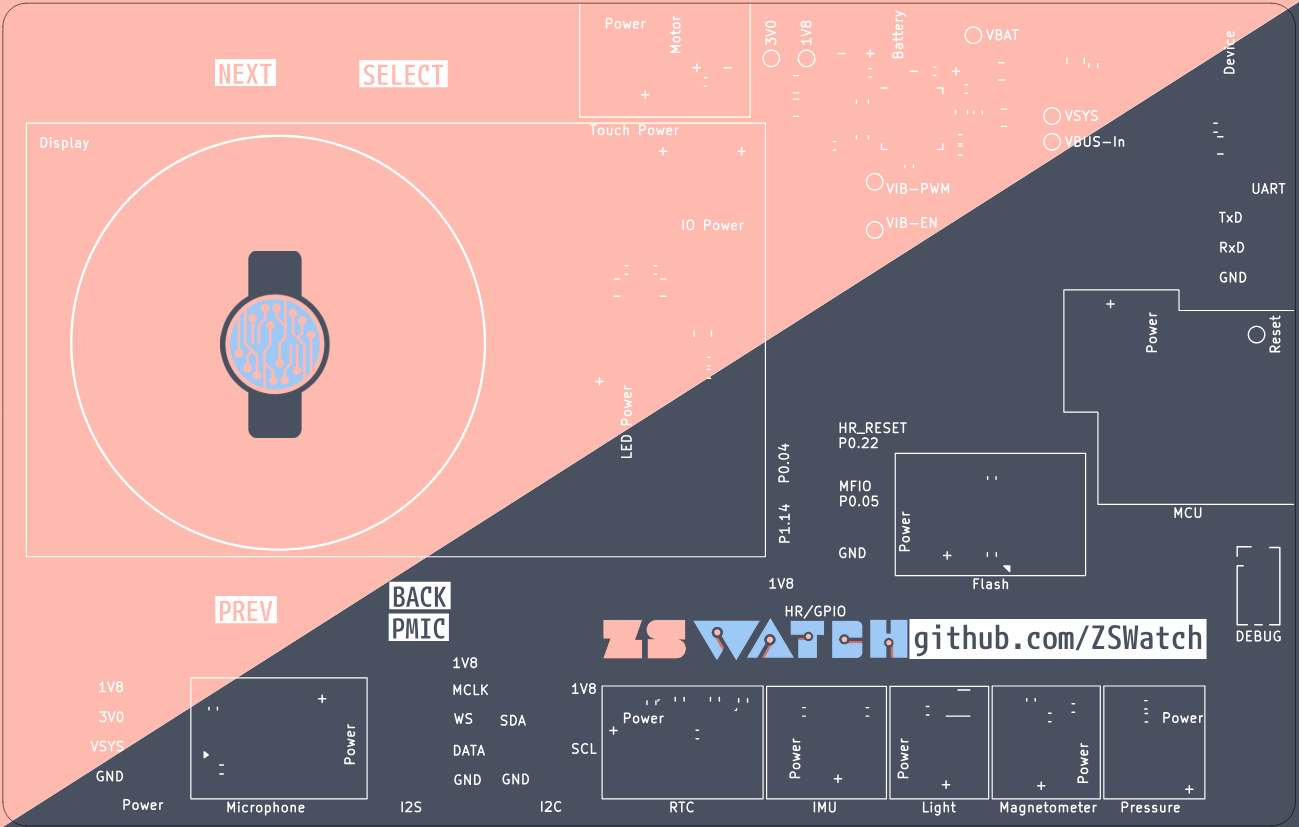 Power
Motor
3V0
1V8
Battery
VBAT
Device
NEXT
SELECT
VSYS
Touch Power
Display
VBUS-In
VIB-PWM
UART
VIB-EN
TxD
IO Power
RxD
GND
Power
Reset
LED Power
HR_RESET
P0.22
P0.04
MFIO
P0.05
P1.14
Power
GND
MCU
Flash
1V8
BACK
PMIC
PREV
HR/GPIO
ZSWATCH
github.com/ZSWatch
DEBUG
1V8
3V0
VSYS
GND
Power
Power
Microphone
1V8
MCLK
WS
DATA
GND
I2S
1V8
SDA
SCL
GND
I2C
Power
RTC
Power
IMU
Power
Light
Power
Magnetometer
Power
Pressure